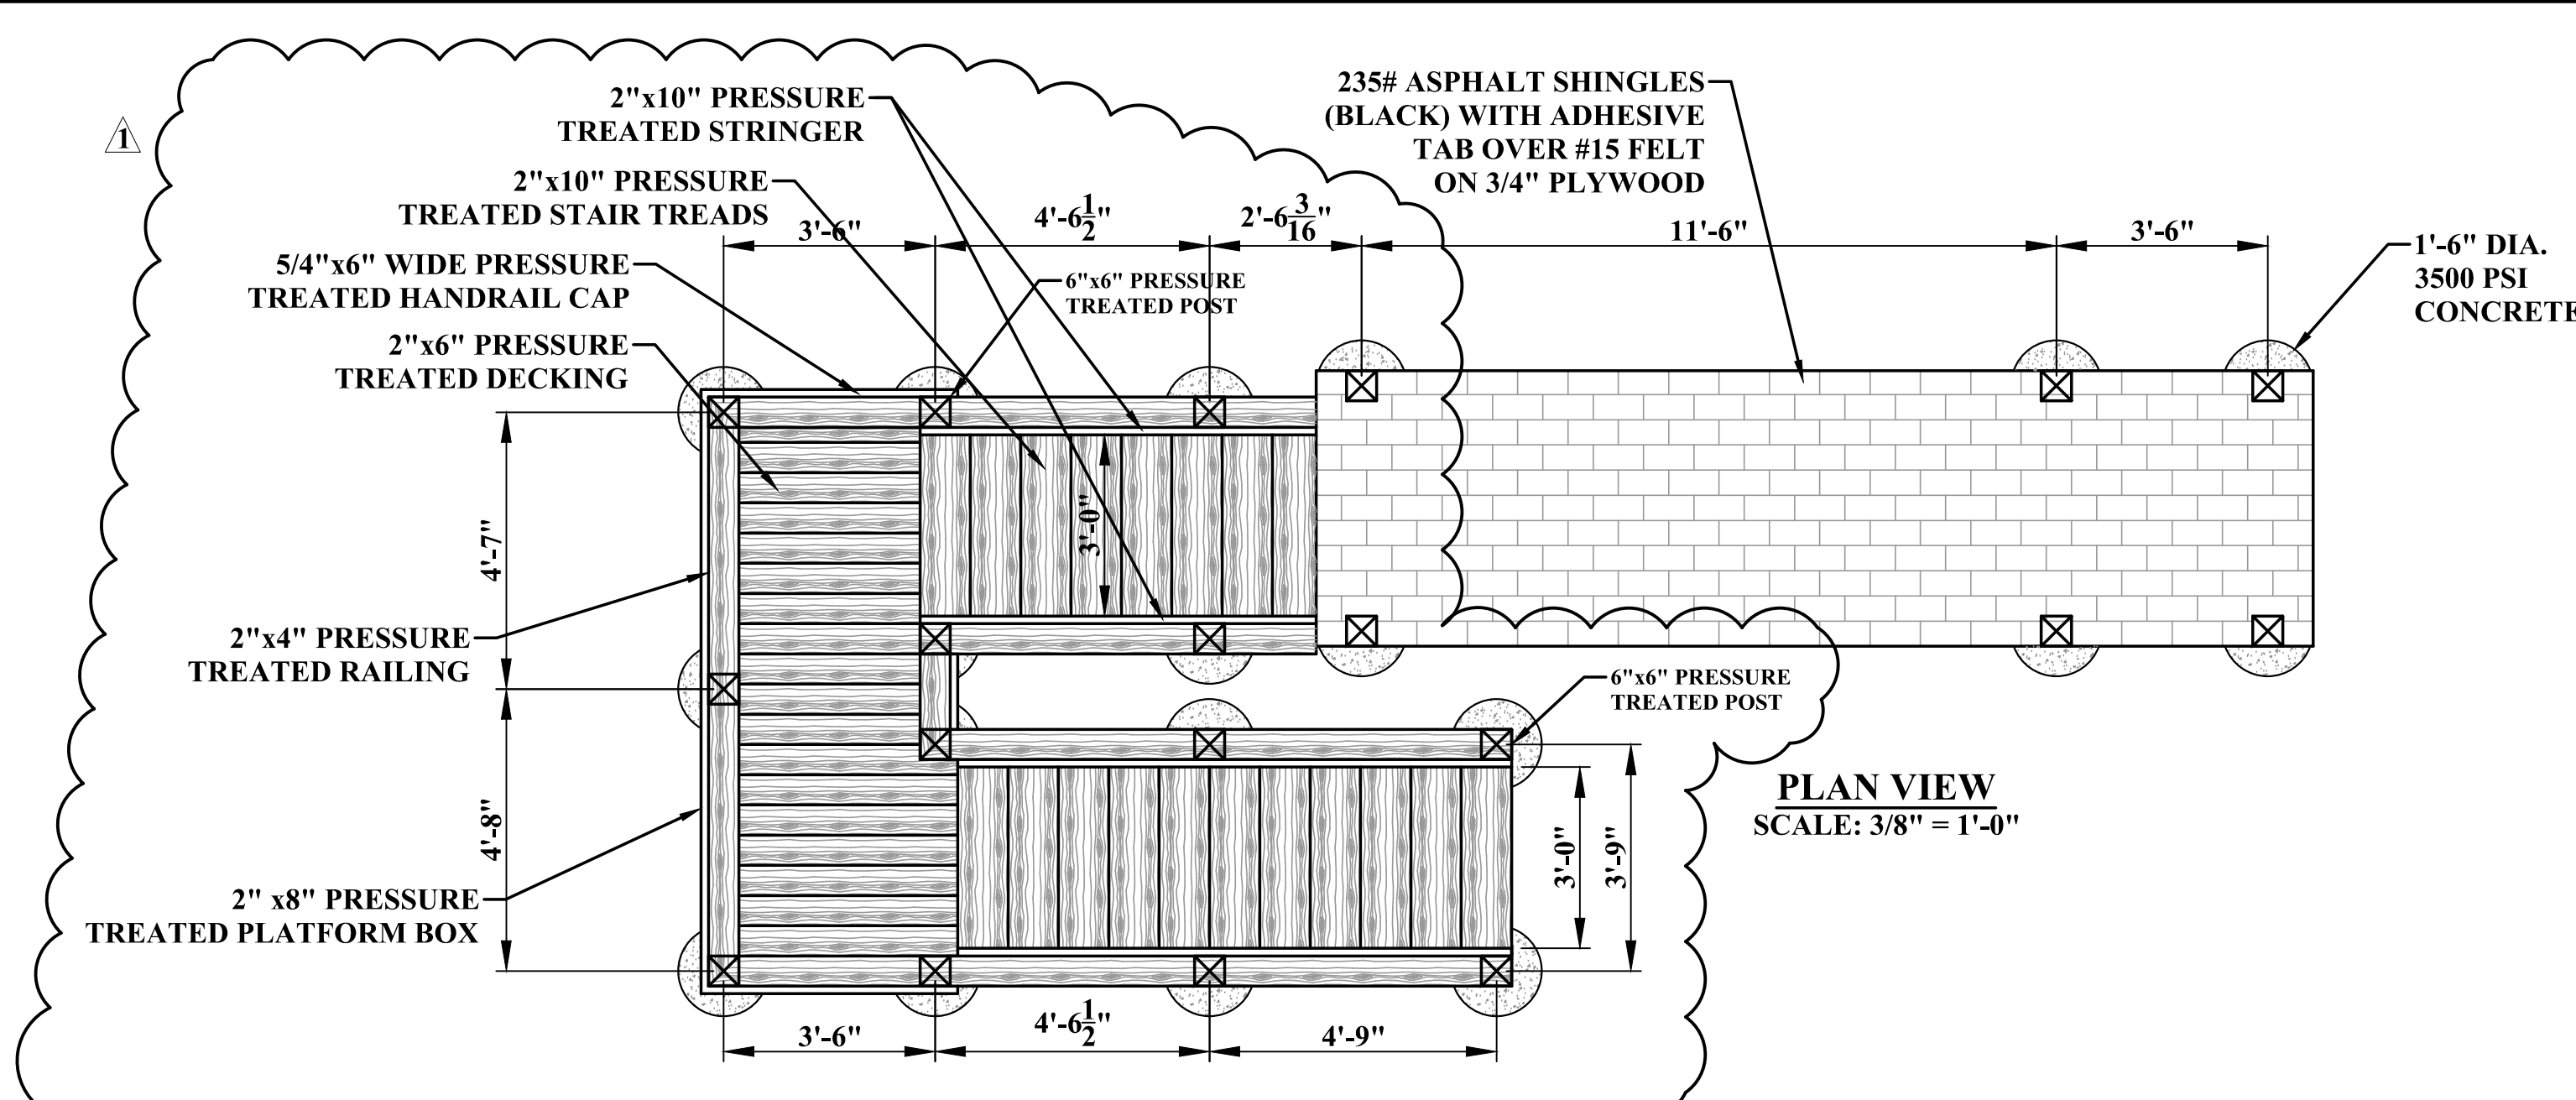 1
2"x10" PRESSURE
TREATED STRINGER
2"x10" PRESSURE
TREATED STAIR TREADS
5/4"x6" WIDE PRESSURE
TREATED HANDRAIL CAP
2"x6" PRESSURE
TREATED DECKING
235# ASPHALT SHINGLES
(BLACK) WITH ADHESIVE
TAB OVER #15 FELT
ON 3/4" PLYWOOD
3'-6"
4'-6 1/2"
2'-6 3/16"
11'-6"
3'-6"
1'-6" DIA.
3500 PSI
CONCRETE
6"x6" PRESSURE
TREATED POST
3'-0"
4'-7"
2"x4" PRESSURE
TREATED RAILING
4'-8"
2" x8" PRESSURE
TREATED PLATFORM BOX
6"x6" PRESSURE
TREATED POST
3'-0"
3'-9"
PLAN VIEW
SCALE: 3/8" = 1'-0"
3'-6"
4'-6 1/2"
4'-9"